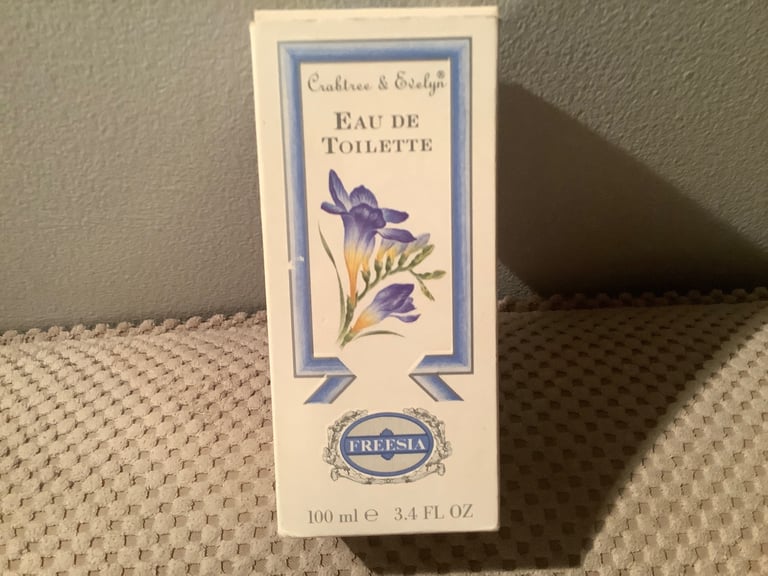 Crabtree & Evelyn®
EAU DE
TOILETTE
FREESIA
100 ml ℮ 3.4 FL OZ